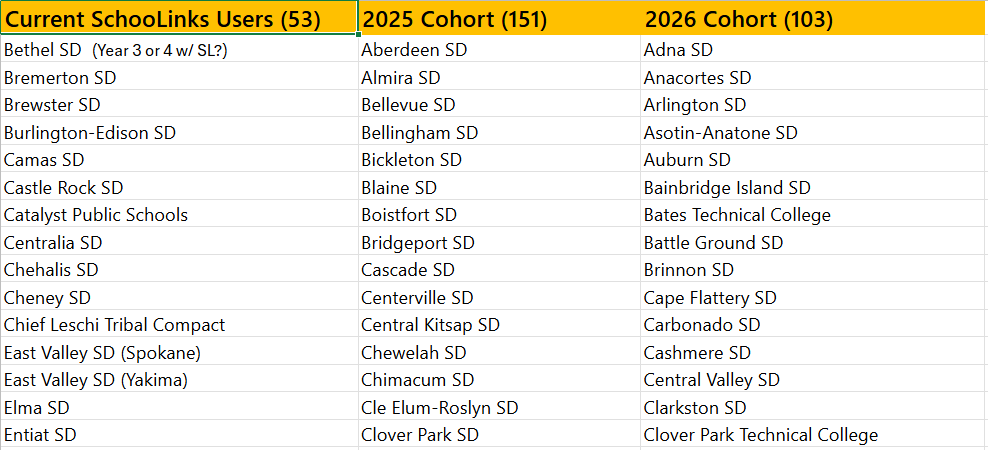 Current SchooLinks Users (53) 2025 Cohort (151) 2026 Cohort (103)
Bethel SD (Year 3 or 4 w/ SL?) Aberdeen SD Adna SD
Bremerton SD Almira SD Anacortes SD
Brewster SD Bellevue SD Arlington SD
Burlington-Edison SD Bellingham SD Asotin-Anatone SD
Camas SD Bickleton SD Auburn SD
Castle Rock SD Blaine SD Bainbridge Island SD
Catalyst Public Schools Boistfort SD Bates Technical College
Centralia SD Bridgeport SD Battle Ground SD
Chehalis SD Cascade SD Brinnon SD
Cheney SD Centerville SD Cape Flattery SD
Chief Leschi Tribal Compact Central Kitsap SD Carbonado SD
East Valley SD (Spokane) Chewelah SD Cashmere SD
East Valley SD (Yakima) Chimacum SD Central Valley SD
Elma SD Cle Elum-Roslyn SD Clarkston SD
Entiat SD Clover Park SD Clover Park Technical College